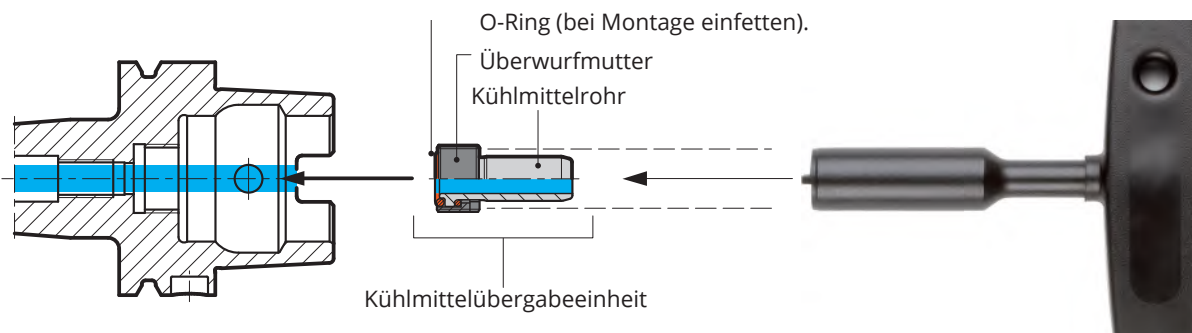 O-Ring (bei Montage einfetten).
Überwurfmutter
Kühlmittelrohr
Kühlmittelübergabeeinheit